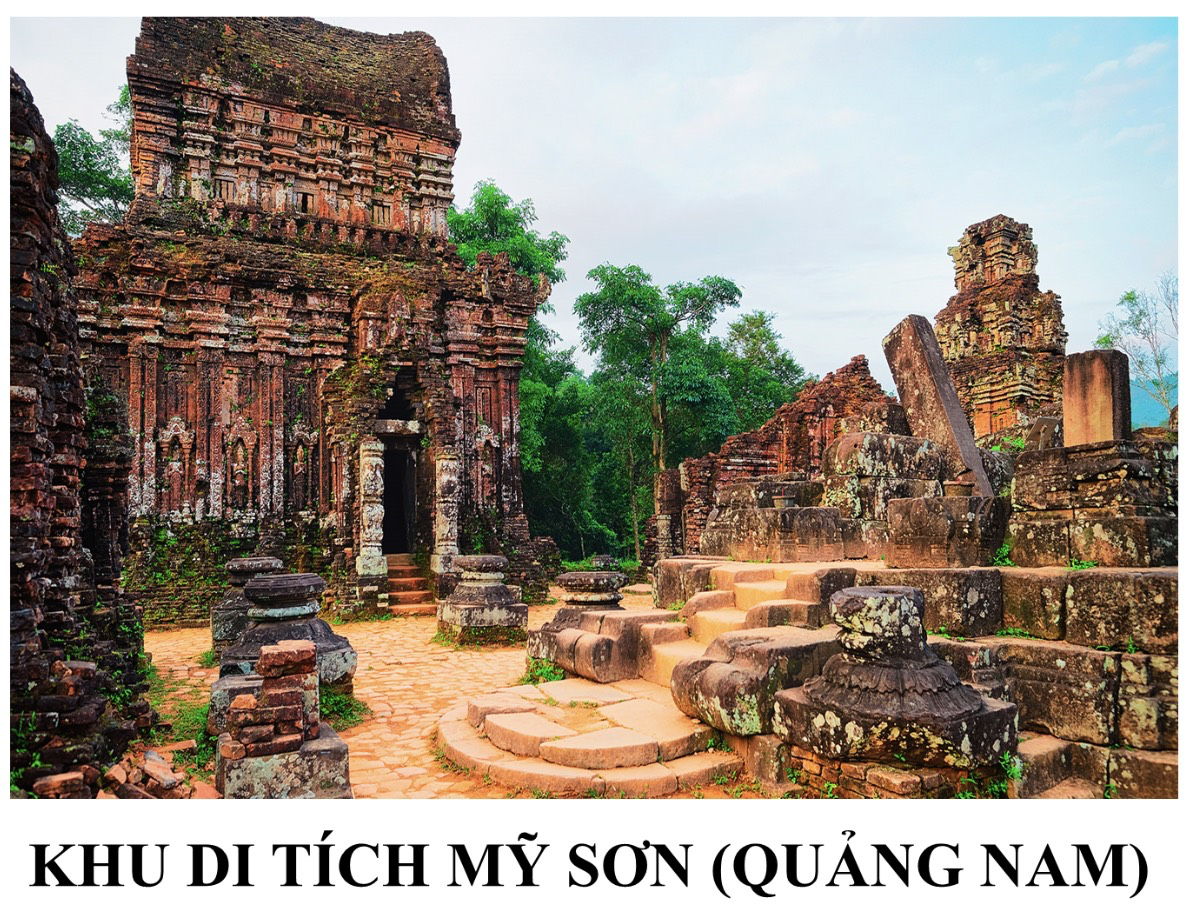 KHU DI TÍCH MỸ SƠN (QUẢNG NAM)